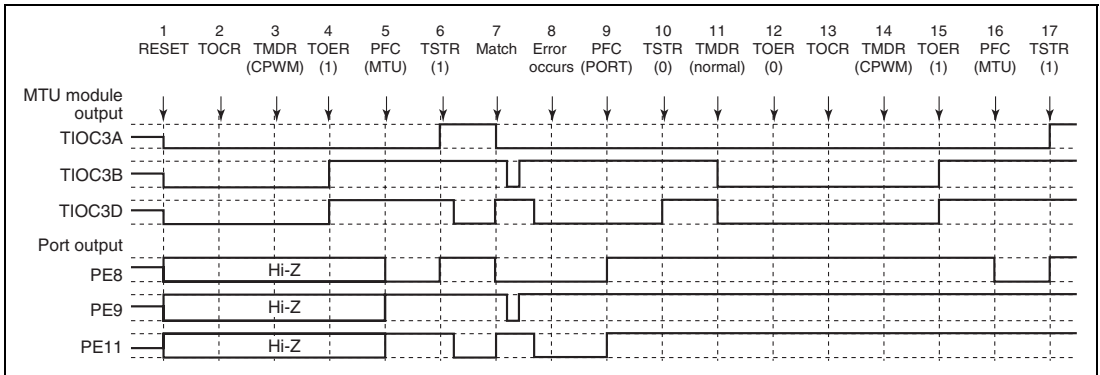 1 2 3 4 5 6 7 8 9 10 11 12 13 14 15 16 17
RESET TOCR TMDR TOER PFC TSTR Match Error PFC TSTR TMDR TOER TOCR TMDR TOER PFC TSTR
(CPWM) (1) (MTU) (1) occurs (PORT) (0) (normal) (0) (CPWM) (1) (MTU) (1)
MTU module
output
TIOC3A
TIOC3B
TIOC3D
Port output
PE8 Hi-Z
PE9 Hi-Z
PE11 Hi-Z